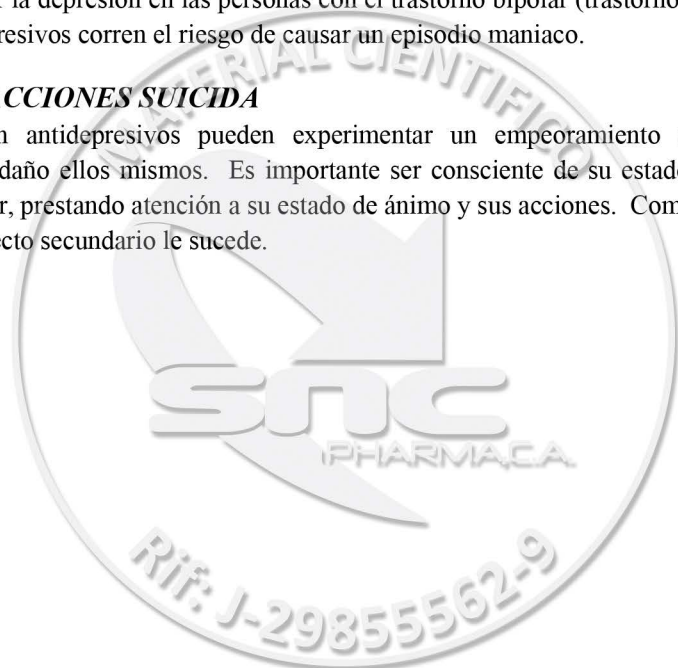 la depresión en las personas con el trastorno bipolar (trastorno
resivos corren el riesgo de causar un episodio maniaco.
ACCIONES SUICIDA
antidepresivos pueden experimentar un empeoramiento
daño ellos mismos. Es importante ser consciente de su estado
prestando atención a su estado de ánimo y sus acciones. Com
cto secundario le sucede.
MATERIAL CIENTIFICO
snc
PHARMA,C.A.
Rif: J-29855562-9